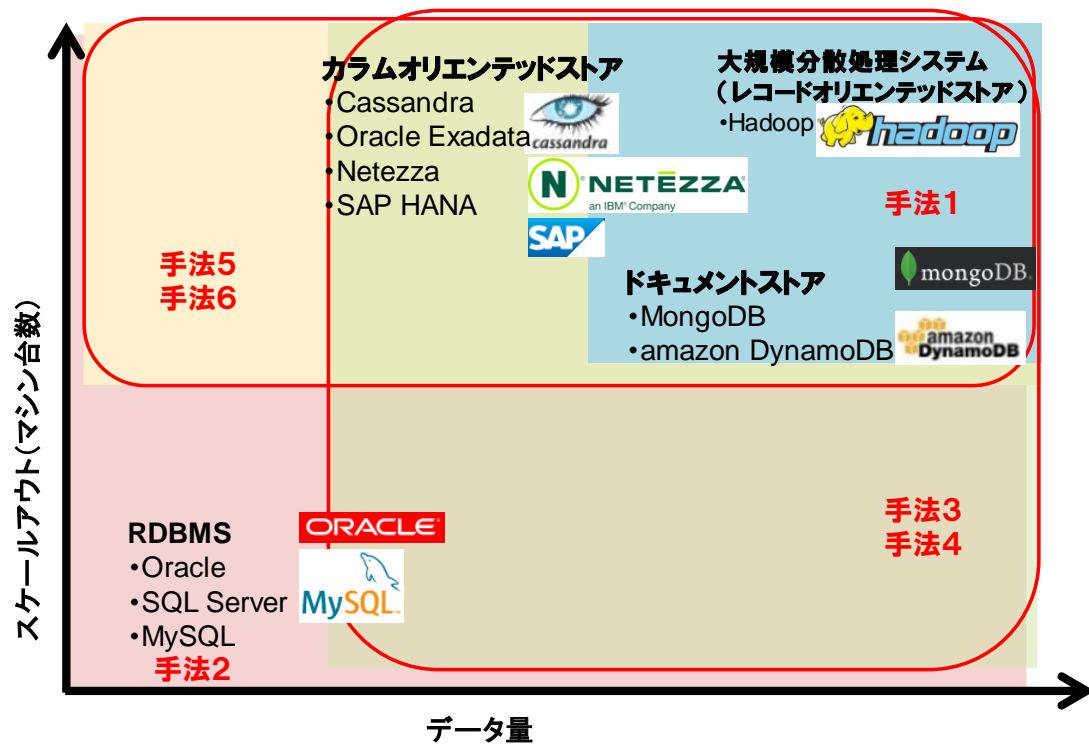 カラムオリエンテッドストア
•Cassandra
•Oracle Exadata
•Netezza
•SAP HANA
cassandra
NETEZZA
an IBM® Company
SAP
大規模分散処理システム
(レコードオリエンテッドストア)
•Hadoop
hadoop
手法1
手法5
手法6
ドキュメントストア
•MongoDB
•amazon DynamoDB
mongoDB
amazon
DynamoDB
RDBMS
•Oracle
•SQL Server
•MySQL
ORACLE
MySQL
手法2
手法3
手法4
スケールアウト(マシン台数)
データ量